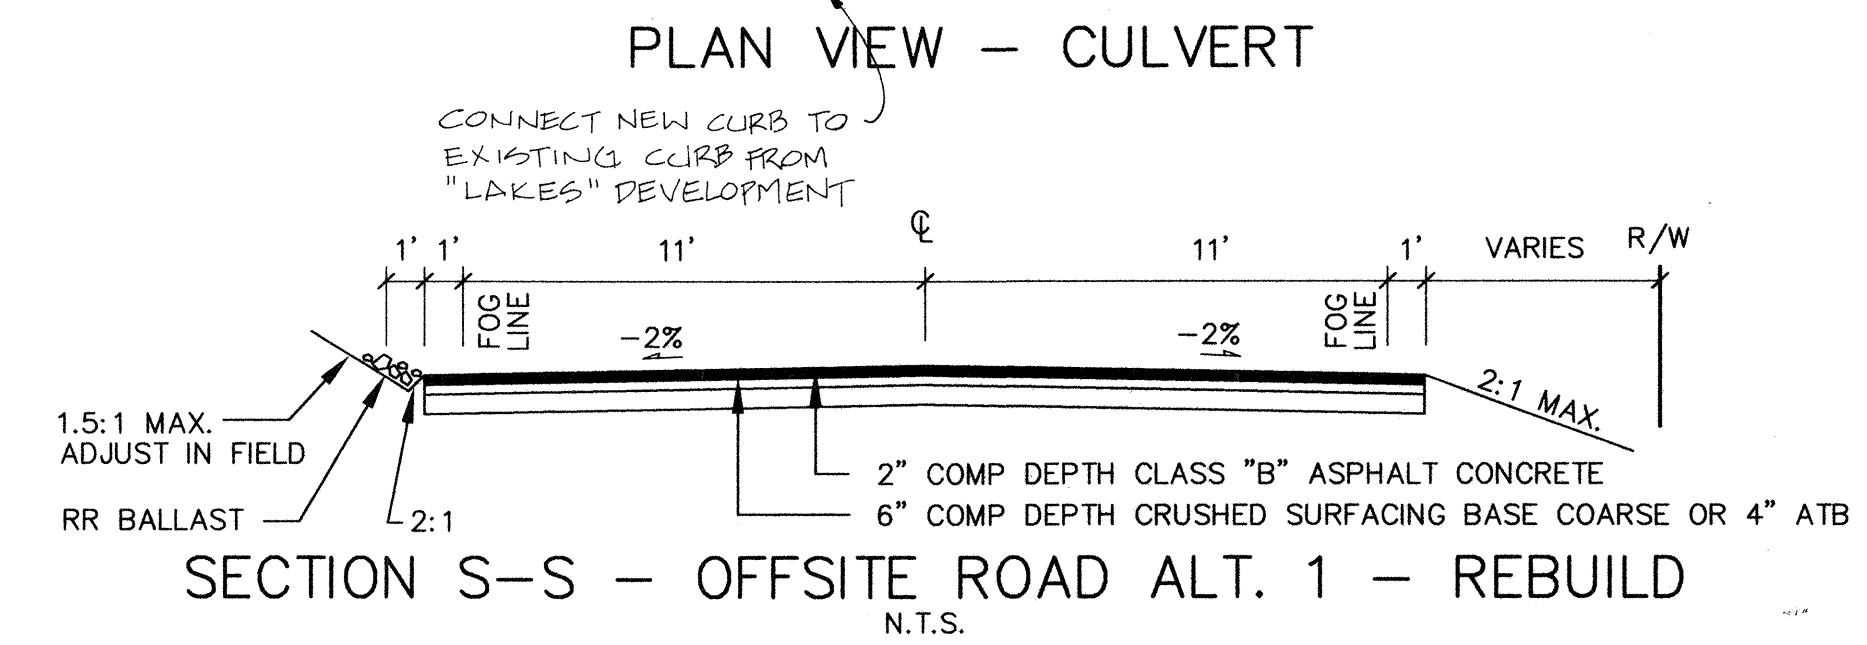 PLAN VIEW – CULVERT
CONNECT NEW CURB TO
EXISTING CURB FROM
"LAKES" DEVELOPMENT
℄
1' 1' 11' 11' 1' VARIES R/W
FOG
LINE
FOG
LINE
–2% –2%
2:1 MAX.
1.5:1 MAX.
ADJUST IN FIELD
RR BALLAST
2:1
2" COMP DEPTH CLASS "B" ASPHALT CONCRETE
6" COMP DEPTH CRUSHED SURFACING BASE COARSE OR 4" ATB
SECTION S–S – OFFSITE ROAD ALT. 1 – REBUILD
N.T.S.